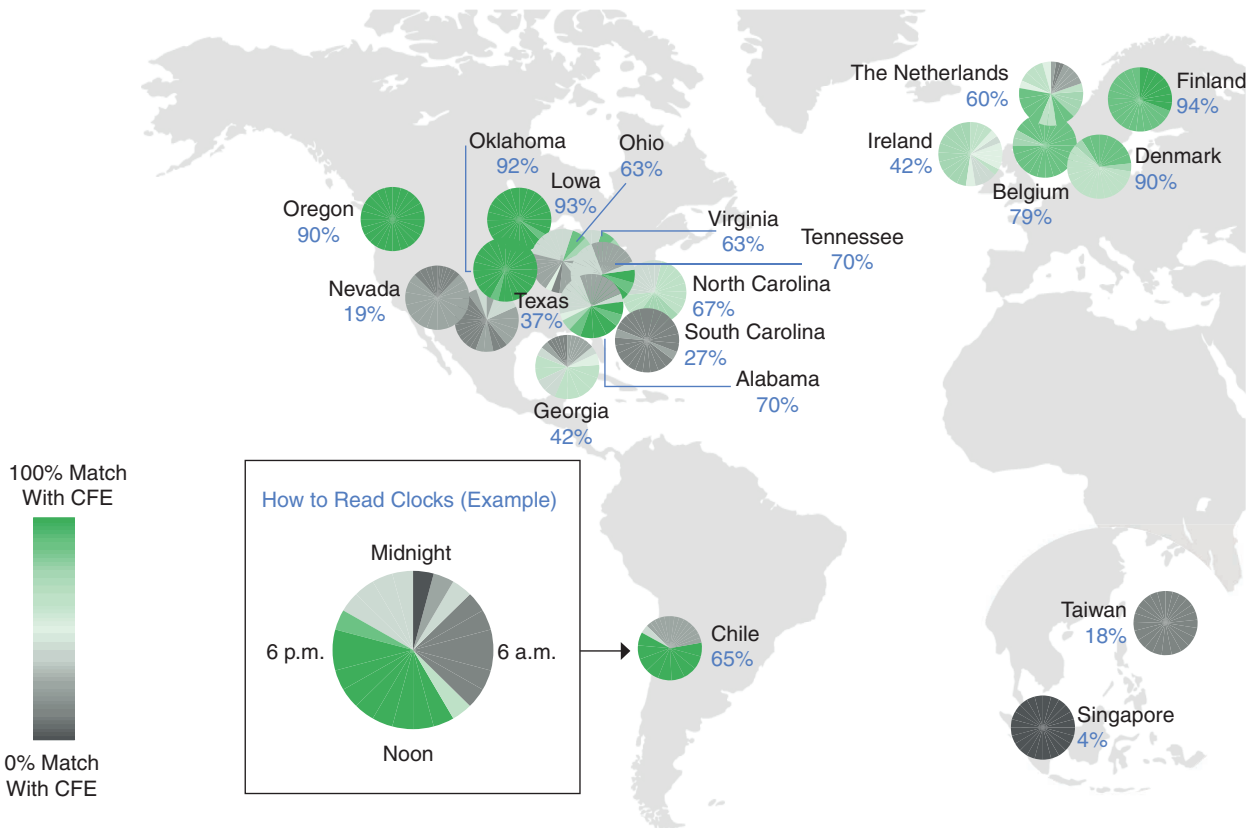 The Netherlands
60%
Finland
94%
Ireland
42%
Denmark
90%
Belgium
79%
Oklahoma
92%
Ohio
63%
Lowa
93%
Oregon
90%
Virginia
63%
Tennessee
70%
Nevada
19%
Texas
37%
North Carolina
67%
South Carolina
27%
Alabama
70%
Georgia
42%
100% Match
With CFE
0% Match
With CFE
How to Read Clocks (Example)
Midnight
6 p.m.
6 a.m.
Noon
Chile
65%
Taiwan
18%
Singapore
4%